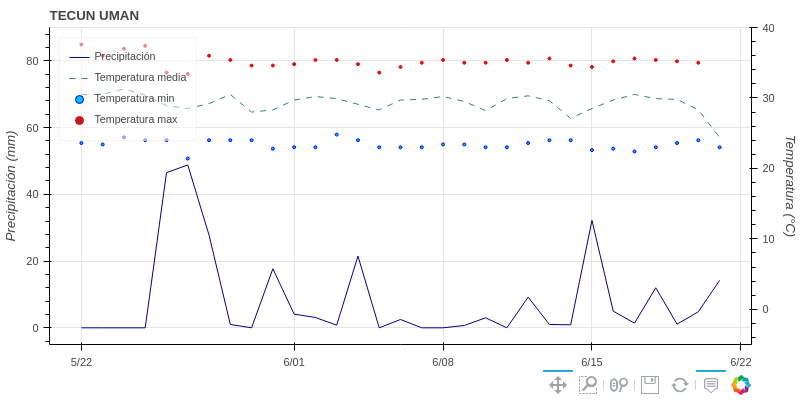 TECUN UMAN
Precipitación
Temperatura média
Temperatura min
Temperatura max
Precipitación (mm)
80
60
40
20
0
Temperatura (°C)
40
30
20
10
0
5/22
6/01
6/08
6/15
6/22